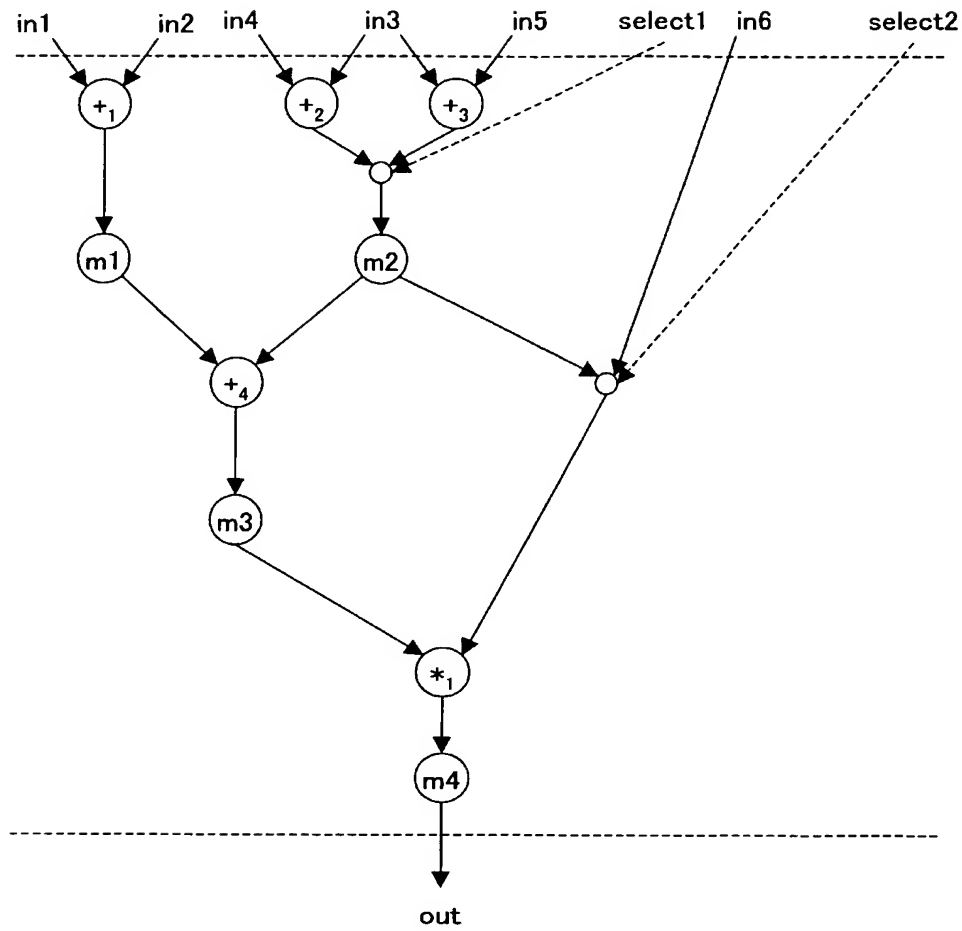 in1 in2 in4 in3 in5 select1 in6 select2
+1 +2 +3
m1 m2
+4
m3
*1
m4
out